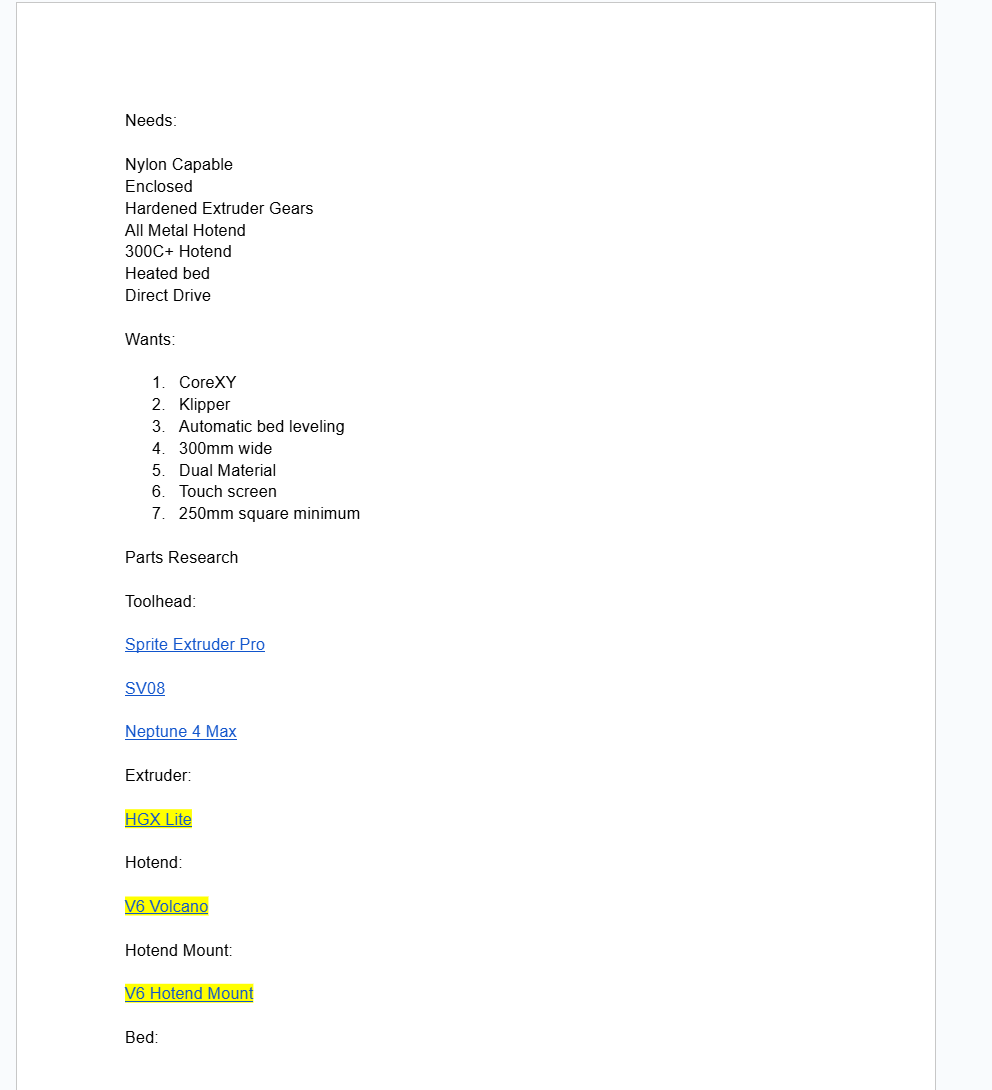 Needs:
Nylon Capable
Enclosed
Hardened Extruder Gears
All Metal Hotend
300C+ Hotend
Heated bed
Direct Drive
Wants:
1. CoreXY
2. Klipper
3. Automatic bed leveling
4. 300mm wide
5. Dual Material
6. Touch screen
7. 250mm square minimum
Parts Research
Toolhead:
Sprite Extruder Pro
SV08
Neptune 4 Max
Extruder:
HGX Lite
Hotend:
V6 Volcano
Hotend Mount:
V6 Hotend Mount
Bed: